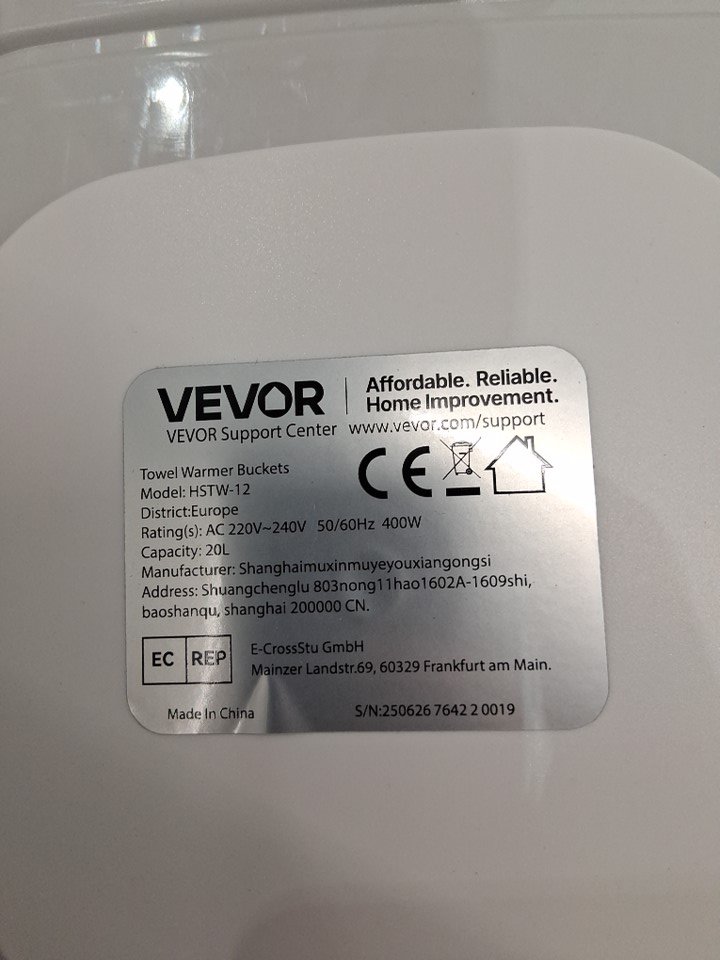 VEVOR
Affordable. Reliable.
Home Improvement.
VEVOR Support Center www.vevor.com/support
Towel Warmer Buckets
Model: HSTW-12
District:Europe
Rating(s): AC 220V~240V 50/60Hz 400W
Capacity: 20L
Manufacturer: Shanghaimuxinmuyeyouxiangongsi
Address: Shuangchenglu 803nong11hao1602A-1609shi,
baoshanqu, shanghai 200000 CN.
CE
EC REP
E-CrossStu GmbH
Mainzer Landstr.69, 60329 Frankfurt am Main.
Made In China
S/N:250626 7642 2 0019